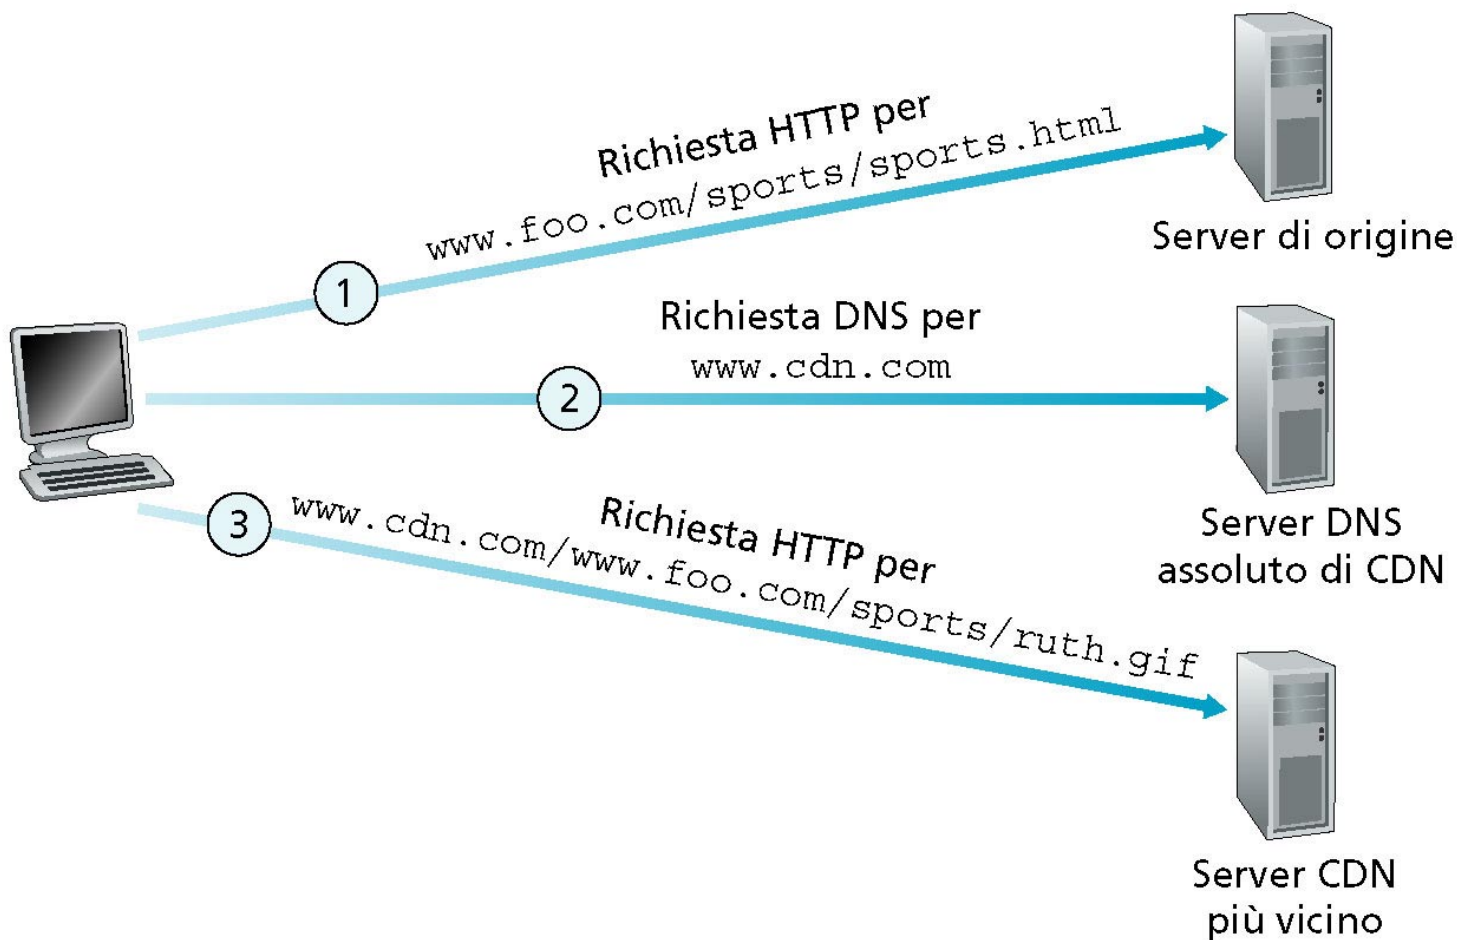 Richiesta HTTP per
www.foo.com/sports/sports.html
1
Server di origine
Richiesta DNS per
www.cdn.com
2
Server DNS
assoluto di CDN
Richiesta HTTP per
www.cdn.com/www.foo.com/sports/ruth.gif
3
Server CDN
più vicino